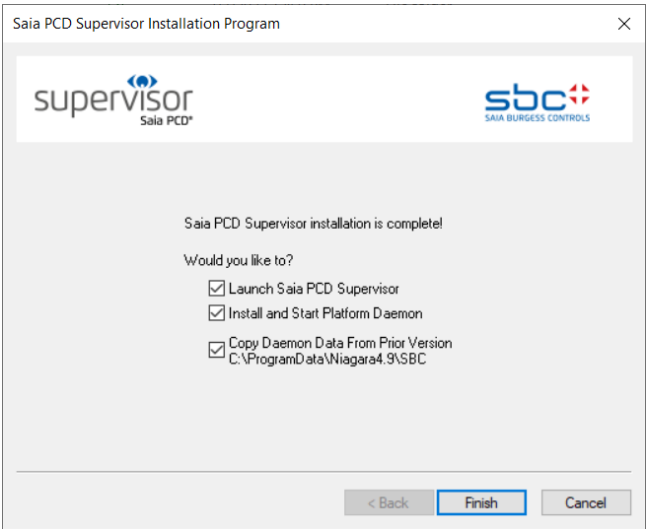 Saia PCD Supervisor Installation Program
supervisor
Saia PCD®
sbc
SAIA BURGESS CONTROLS
Saia PCD Supervisor installation is complete!
Would you like to?
Launch Saia PCD Supervisor
Install and Start Platform Daemon
Copy Daemon Data From Prior Version
C:\ProgramData\Niagara4.9\SBC
< Back
Finish
Cancel